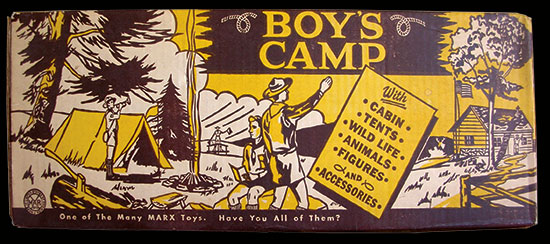 BOY'S
CAMP
With
• CABIN
• TENTS •
• WILD LIFE •
ANIMALS •
• FIGURES •
— AND —
• ACCESSORIES •
One of The Many MARX Toys. Have You All of Them?